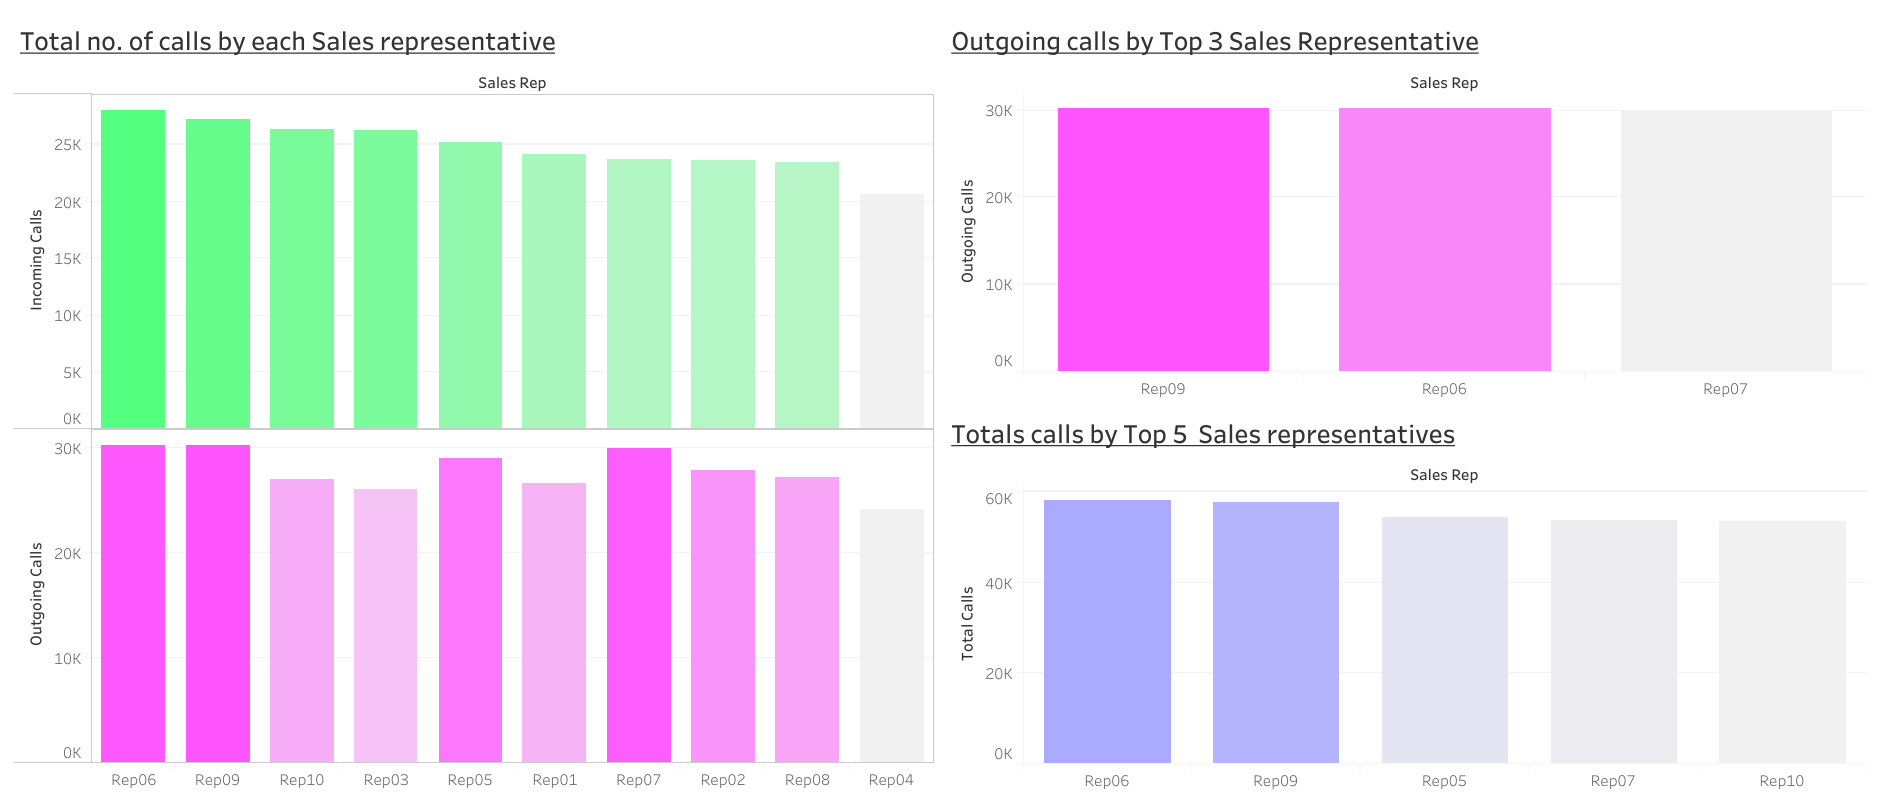 Total no. of calls by each Sales representative
Sales Rep
Incoming Calls
25K
20K
15K
10K
5K
0K
Outgoing Calls
30K
20K
10K
0K
Rep06 Rep09 Rep10 Rep03 Rep05 Rep01 Rep07 Rep02 Rep08 Rep04
Outgoing calls by Top 3 Sales Representative
Sales Rep
Outgoing Calls
30K
20K
10K
0K
Rep09 Rep06 Rep07
Totals calls by Top 5  Sales representatives
Sales Rep
Total Calls
60K
40K
20K
0K
Rep06 Rep09 Rep05 Rep07 Rep10